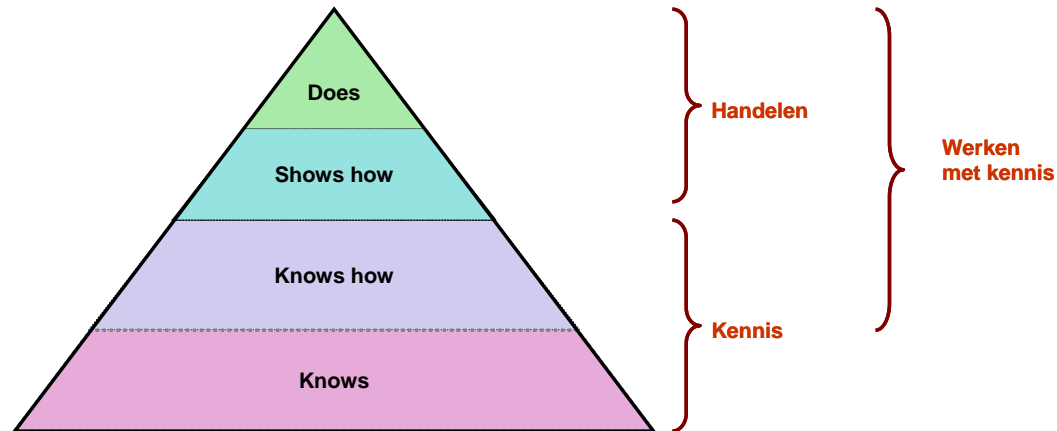 Does
Handelen
Werken
met kennis
Shows how
Knows how
Kennis
Knows